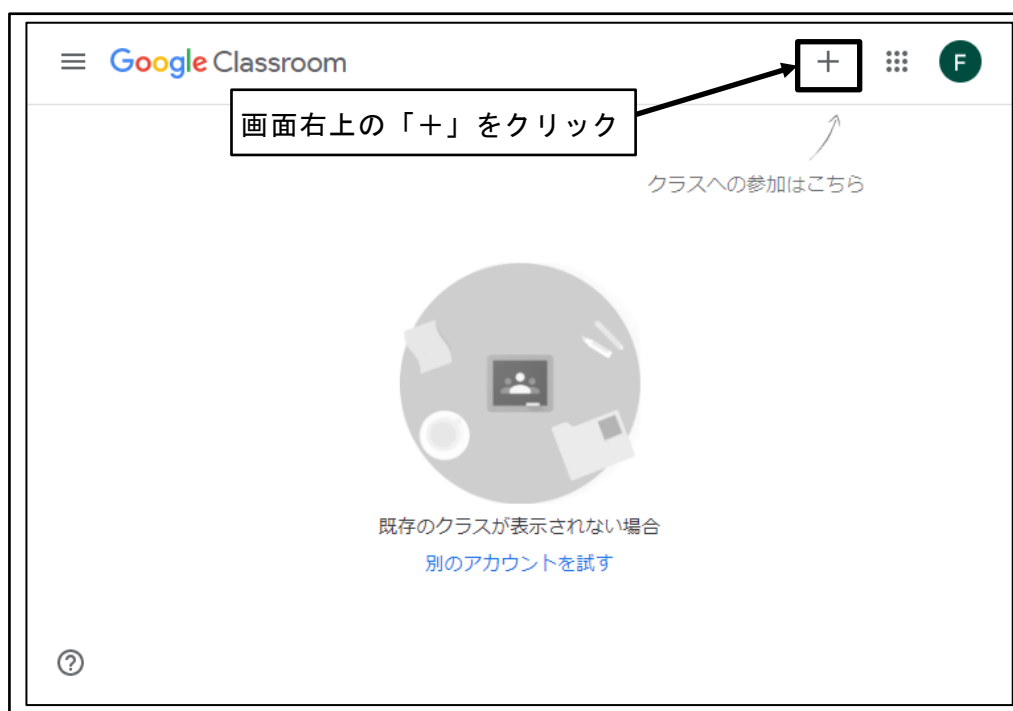 Google Classroom
F
画面右上の「＋」をクリック
クラスへの参加はこちら
既存のクラスが表示されない場合
別のアカウントを試す